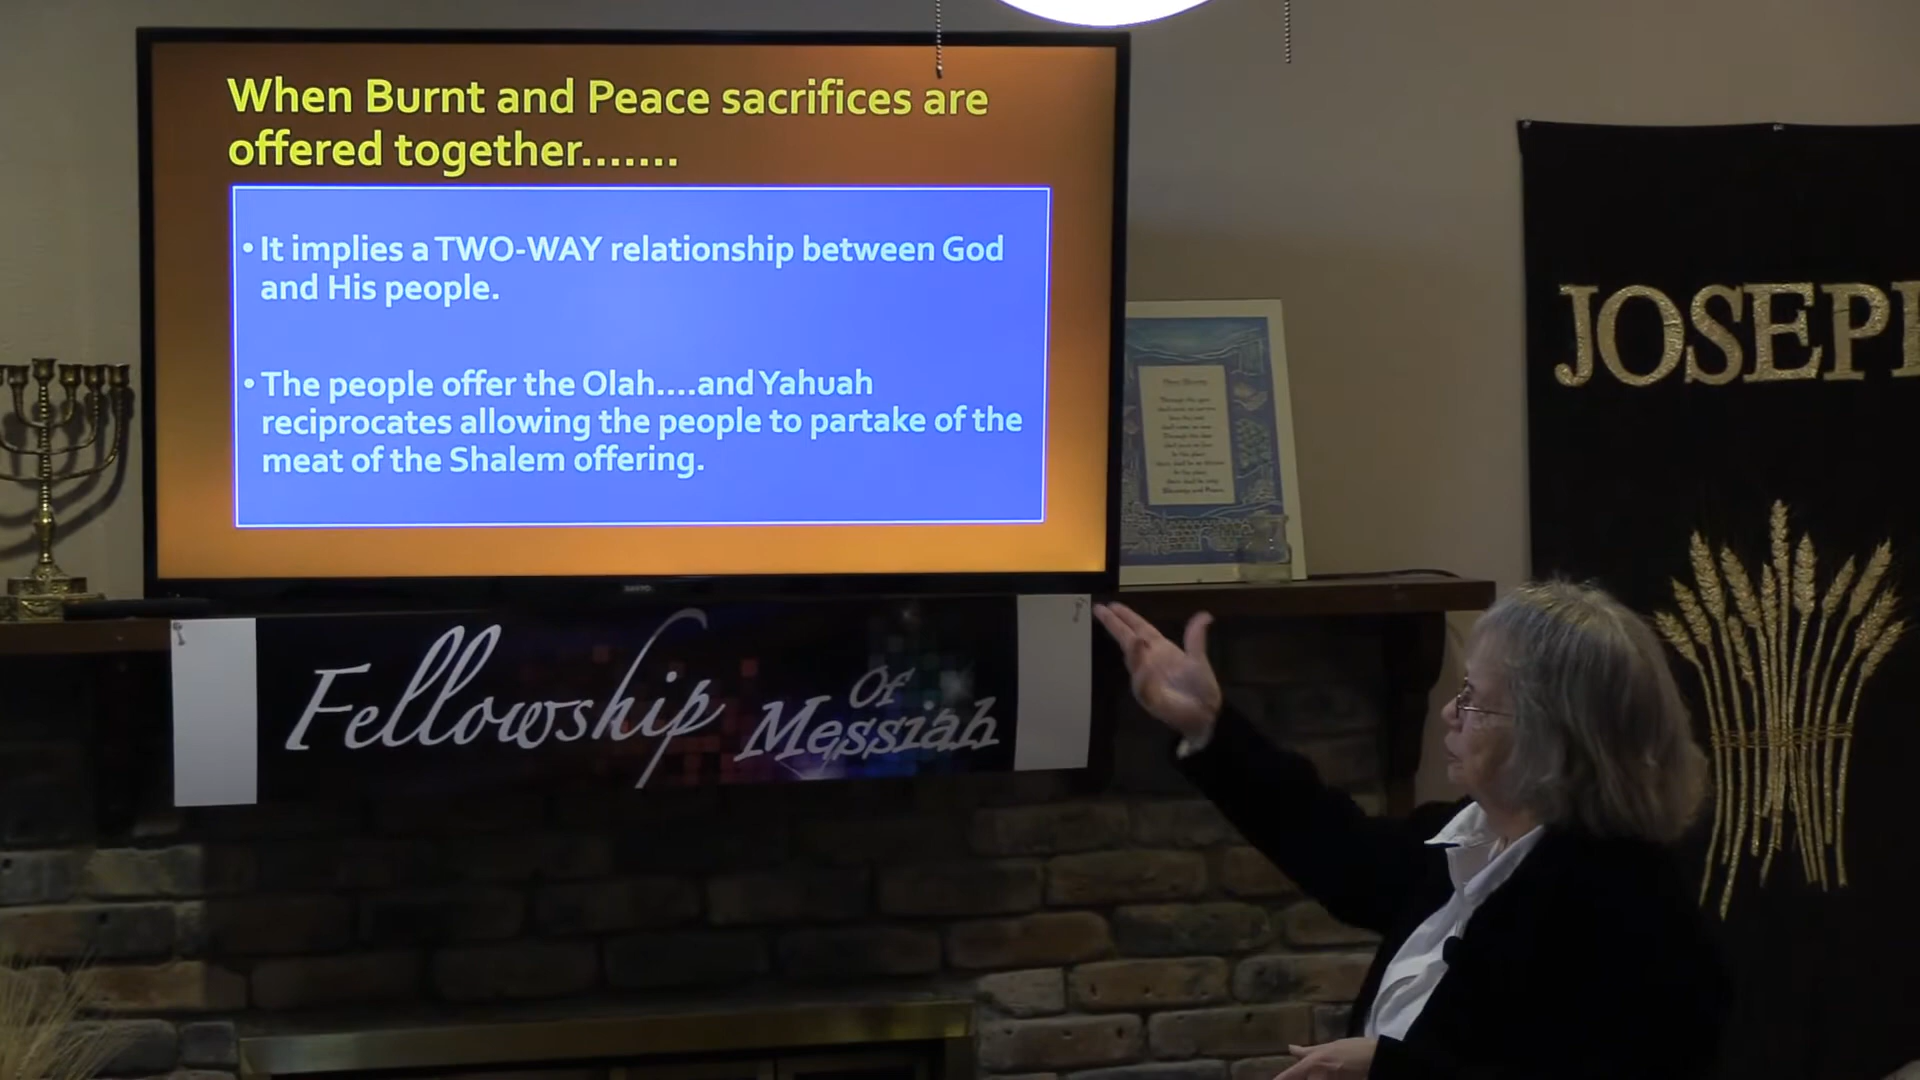 When Burnt and Peace sacrifices are
offered together.......
• It implies a TWO-WAY relationship between God
and His people.
• The people offer the Olah....and Yahuah
reciprocates allowing the people to partake of the
meat of the Shalem offering.
JOSEPH
Fellowship Of
Messiah